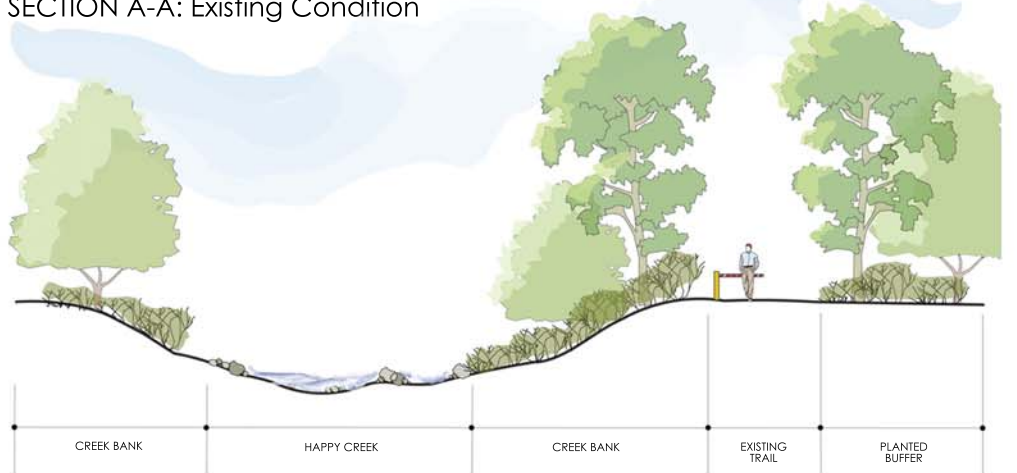 SECTION A-A: Existing Condition
CREEK BANK
HAPPY CREEK
CREEK BANK
EXISTING
TRAIL
PLANTED
BUFFER